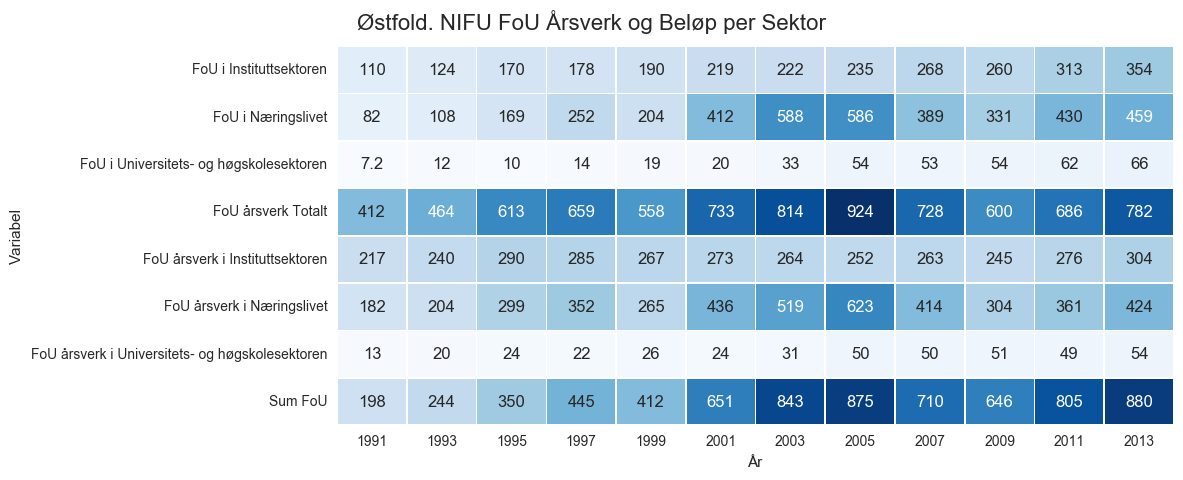 Østfold. NIFU FoU Årsverk og Beløp per Sektor
FoU i Instituttsektoren 110 124 170 178 190 219 222 235 268 260 313 354
FoU i Næringslivet 82 108 169 252 204 412 588 586 389 331 430 459
FoU i Universitets- og høgskolesektoren 7.2 12 10 14 19 20 33 54 53 54 62 66
FoU årsverk Totalt 412 464 613 659 558 733 814 924 728 600 686 782
FoU årsverk i Instituttsektoren 217 240 290 285 267 273 264 252 263 245 276 304
FoU årsverk i Næringslivet 182 204 299 352 265 436 519 623 414 304 361 424
FoU årsverk i Universitets- og høgskolesektoren 13 20 24 22 26 24 31 50 50 51 49 54
Sum FoU 198 244 350 445 412 651 843 875 710 646 805 880
1991 1993 1995 1997 1999 2001 2003 2005 2007 2009 2011 2013
År
Variabel